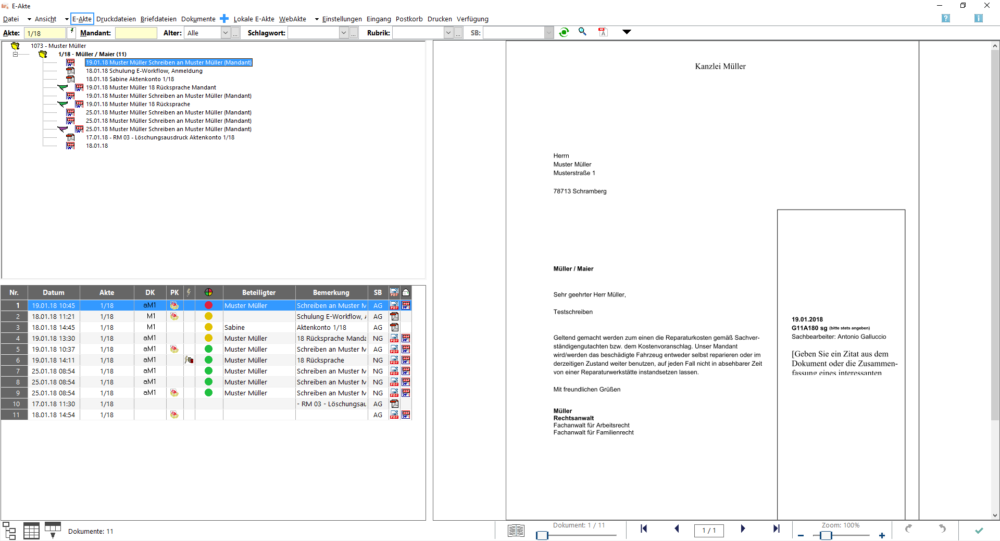 E-Akte
Datei Ansicht E-Akte Druckdateien Briefdateien Dokumente Lokale E-Akte WebAkte Einstellungen Eingang Postkorb Drucken Verfügung
Akte: 1/18 Mandant: Alter: Alle ... Schlagwort: ... Rubrik: ... SB:
1073 - Muster Müller
1/18 - Müller / Maier (11)
19.01.18 Muster Müller Schreiben an Muster Müller (Mandant)
18.01.18 Schulung E-Workflow, Anmeldung
18.01.18 Sabine Aktenkonto 1/18
19.01.18 Muster Müller 18 Rücksprache Mandant
19.01.18 Muster Müller Schreiben an Muster Müller (Mandant)
19.01.18 Muster Müller 18 Rücksprache
25.01.18 Muster Müller Schreiben an Muster Müller (Mandant)
25.01.18 Muster Müller Schreiben an Muster Müller (Mandant)
25.01.18 Muster Müller Schreiben an Muster Müller (Mandant)
17.01.18 - RM 03 - Löschungsausdruck Aktenkonto 1/18
18.01.18
Nr. Datum Akte DK PK Beteiligter Bemerkung SB
1 19.01.18 10:45 1/18 aM1 Muster Müller Schreiben an Muster M AG
2 18.01.18 11:21 1/18 M1 Schulung E-Workflow, AG
3 18.01.18 14:45 1/18 M1 Sabine Aktenkonto 1/18 AG
4 19.01.18 13:30 1/18 aM1 Muster Müller 18 Rücksprache Manda NG
5 19.01.18 10:37 1/18 aM1 Muster Müller Schreiben an Muster M AG
6 19.01.18 14:11 1/18 aM1 Muster Müller 18 Rücksprache NG
7 25.01.18 08:54 1/18 aM1 Muster Müller Schreiben an Muster M NG
8 25.01.18 08:54 1/18 aM1 Muster Müller Schreiben an Muster M NG
9 25.01.18 08:54 1/18 aM1 Muster Müller Schreiben an Muster M NG
10 17.01.18 11:30 1/18 - RM 03 - Löschungsau AG
11 18.01.18 14:54 1/18 AG
Dokumente: 11
Kanzlei Müller
Herrn
Muster Müller
Musterstraße 1
78713 Schramberg
Müller / Maier
Sehr geehrter Herr Müller,
Testschreiben
Geltend gemacht werden zum einen die Reparaturkosten gemäß Sachver-
ständigengutachten bzw. dem Kostenvoranschlag. Unser Mandant
wird/werden das beschädigte Fahrzeug entweder selbst reparieren oder im
derzeitigen Zustand weiter benutzen, auf jeden Fall nicht in absehbarer Zeit
von einer Reparaturwerkstätte instandsetzen lassen.
Mit freundlichen Grüßen
Müller
Rechtsanwalt
Fachanwalt für Arbeitsrecht
Fachanwalt für Familienrecht
19.01.2018
G11A180 sg (bitte stets angeben)
Sachbearbeiter: Antonio Galluccio
[Geben Sie ein Zitat aus dem
Dokument oder die Zusammen-
fassung eines interessanten
Dokument: 1 / 11
1 / 1
Zoom: 100%